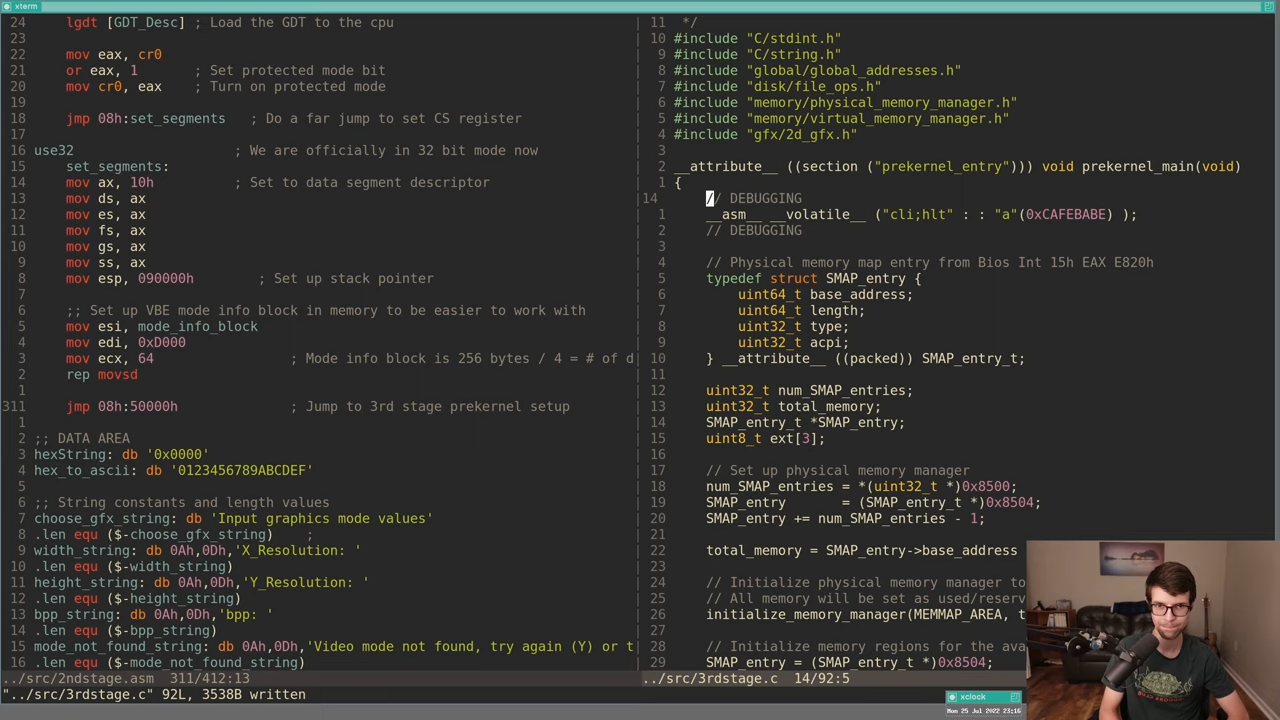 xterm
24 lgdt [GDT_Desc] ; Load the GDT to the cpu
23
22 mov eax, cr0
21 or eax, 1 ; Set protected mode bit
20 mov cr0, eax ; Turn on protected mode
19
18 jmp 08h:set_segments ; Do a far jump to set CS register
17
16 use32 ; We are officially in 32 bit mode now
15 set_segments:
14 mov ax, 10h ; Set to data segment descriptor
13 mov ds, ax
12 mov es, ax
11 mov fs, ax
10 mov gs, ax
9 mov ss, ax
8 mov esp, 090000h ; Set up stack pointer
7
6 ;; Set up VBE mode info block in memory to be easier to work with
5 mov esi, mode_info_block
4 mov edi, 0xD000
3 mov ecx, 64 ; Mode info block is 256 bytes / 4 = # of d
2 rep movsd
1
311 jmp 08h:50000h ; Jump to 3rd stage prekernel setup
1
2 ;; DATA AREA
3 hexString: db '0x0000'
4 hex_to_ascii: db '0123456789ABCDEF'
5
6 ;; String constants and length values
7 choose_gfx_string: db 'Input graphics mode values'
8 .len equ ($-choose_gfx_string) ;
9 width_string: db 0Ah,0Dh,'X_Resolution: '
10 .len equ ($-width_string)
11 height_string: db 0Ah,0Dh,'Y_Resolution: '
12 .len equ ($-height_string)
13 bpp_string: db 0Ah,0Dh,'bpp: '
14 .len equ ($-bpp_string)
15 mode_not_found_string: db 0Ah,0Dh,'Video mode not found, try again (Y) or t
16 .len equ ($-mode_not_found_string)
../src/2ndstage.asm 311/412:13
"../src/3rdstage.c" 92L, 3538B written
11 */
10 #include "C/stdint.h"
9 #include "C/string.h"
8 #include "global/global_addresses.h"
7 #include "disk/file_ops.h"
6 #include "memory/physical_memory_manager.h"
5 #include "memory/virtual_memory_manager.h"
4 #include "gfx/2d_gfx.h"
3
2 __attribute__ ((section ("prekernel_entry"))) void prekernel_main(void)
1 {
14 // DEBUGGING
1 __asm__ __volatile__ ("cli;hlt" : : "a"(0xCAFEBABE) );
2 // DEBUGGING
3
4 // Physical memory map entry from Bios Int 15h EAX E820h
5 typedef struct SMAP_entry {
6 uint64_t base_address;
7 uint64_t length;
8 uint32_t type;
9 uint32_t acpi;
10 } __attribute__ ((packed)) SMAP_entry_t;
11
12 uint32_t num_SMAP_entries;
13 uint32_t total_memory;
14 SMAP_entry_t *SMAP_entry;
15 uint8_t ext[3];
16
17 // Set up physical memory manager
18 num_SMAP_entries = *(uint32_t *)0x8500;
19 SMAP_entry = (SMAP_entry_t *)0x8504;
20 SMAP_entry += num_SMAP_entries - 1;
21
22 total_memory = SMAP_entry->base_address
23
24 // Initialize physical memory manager to
25 // All memory will be set as used/reserv
26 initialize_memory_manager(MEMMAP_AREA, t
27
28 // Initialize memory regions for the ava
29 SMAP_entry = (SMAP_entry_t *)0x8504;
../src/3rdstage.c 14/92:5
xclock
Mon 25 Jul 2022 23:16